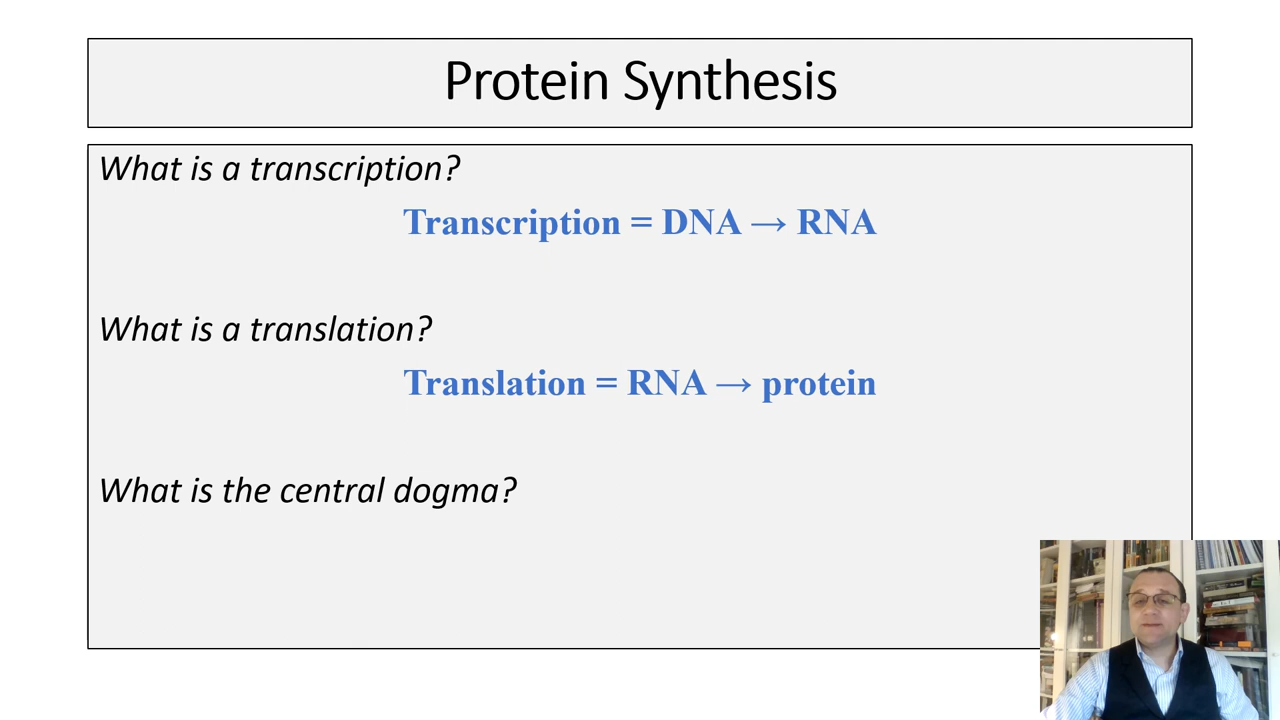 Protein Synthesis
What is a transcription?
Transcription = DNA → RNA
What is a translation?
Translation = RNA → protein
What is the central dogma?